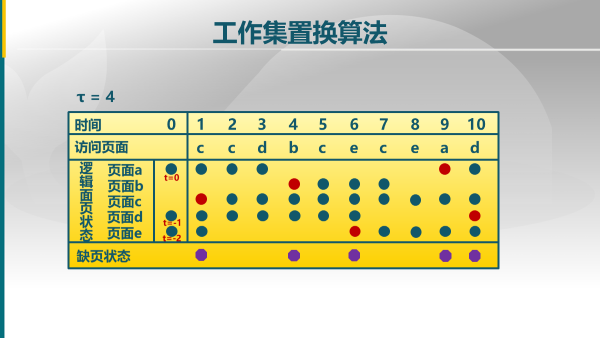 工作集置换算法
τ = 4
时间 0 1 2 3 4 5 6 7 8 9 10
访问页面 c c d b c e c e a d
逻辑页面状态
页面a t=0
页面b
页面c
页面d t=-1
页面e t=-2
缺页状态